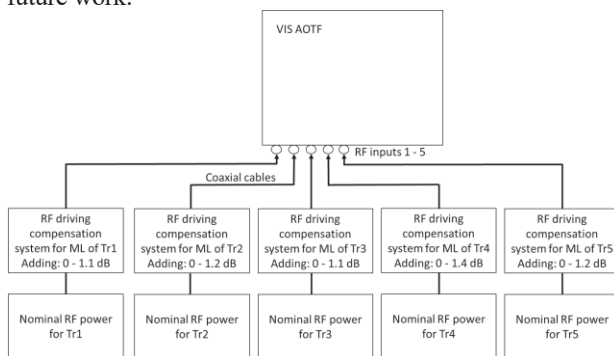 future work.
VIS AOTF
RF inputs 1 - 5
Coaxial cables
RF driving
compensation
system for ML of Tr1
Adding: 0 - 1.1 dB
RF driving
compensation
system for ML of Tr2
Adding: 0 - 1.2 dB
RF driving
compensation
system for ML of Tr3
Adding: 0 - 1.1 dB
RF driving
compensation
system for ML of Tr4
Adding: 0 - 1.4 dB
RF driving
compensation
system for ML of Tr5
Adding: 0 - 1.2 dB
Nominal RF power
for Tr1
Nominal RF power
for Tr2
Nominal RF power
for Tr3
Nominal RF power
for Tr4
Nominal RF power
for Tr5